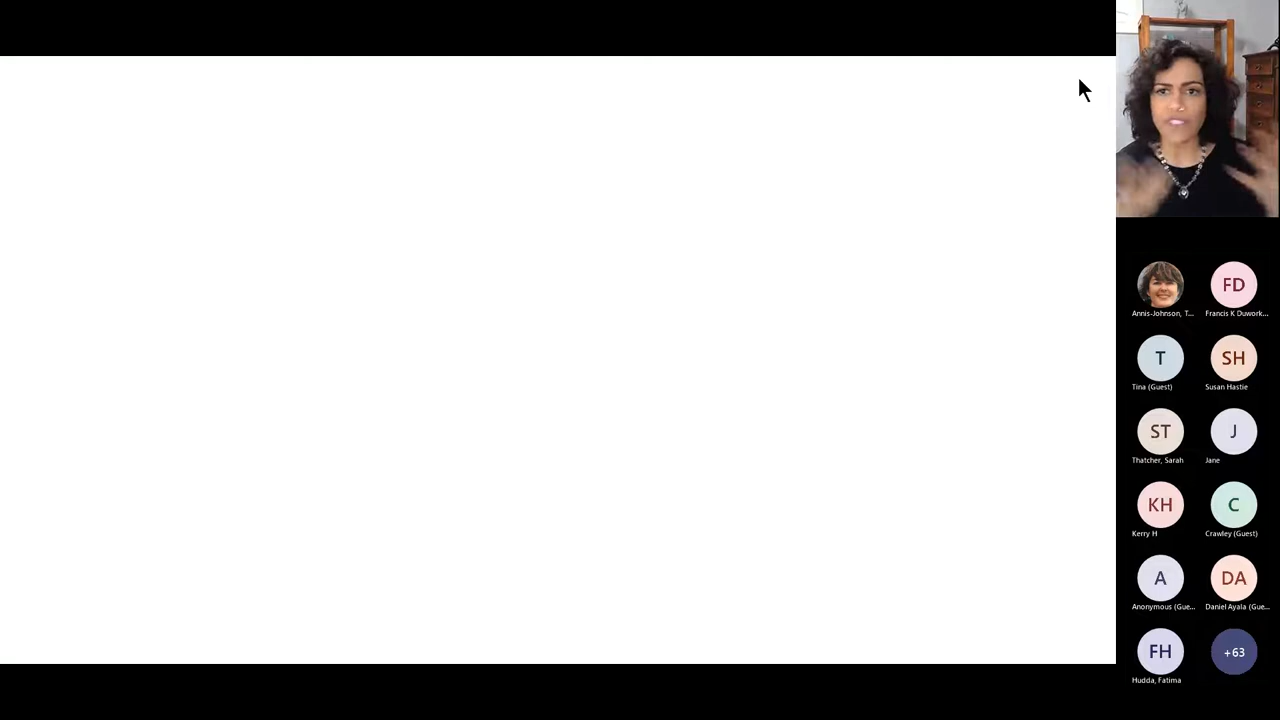 FD
Annis-Johnson, T...
Francis K Duwork...
T
SH
Tina (Guest)
Susan Hastie
ST
J
Thatcher, Sarah
Jane
KH
C
Kerry H
Crawley (Guest)
A
DA
Anonymous (Gue...
Daniel Ayala (Gue...
FH
+63
Hudda, Fatima